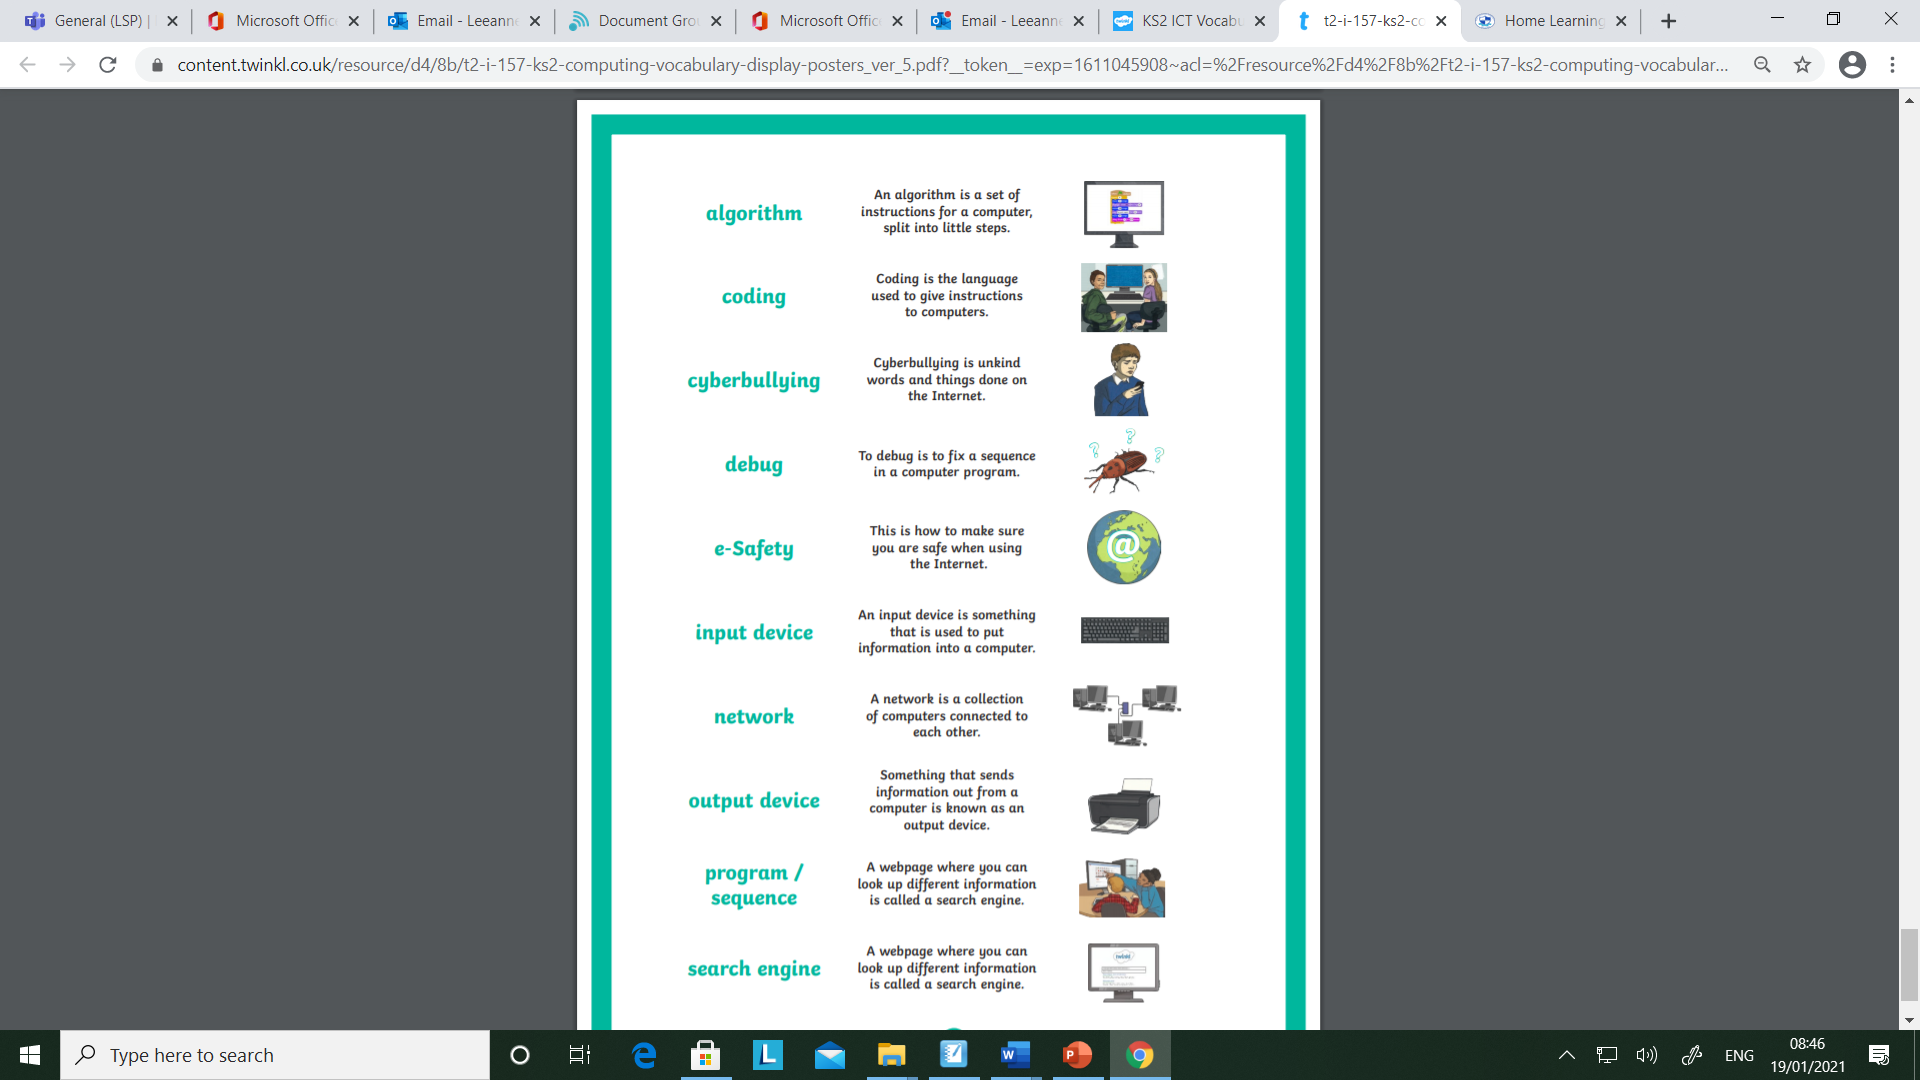 General (LSP) |
Microsoft Offic
Email - Leeann
Document Gro
Microsoft Offic
Email - Leeann
KS2 ICT Vocabu
t2-i-157-ks2-co
Home Learning
content.twinkl.co.uk/resource/d4/8b/t2-i-157-ks2-computing-vocabulary-display-posters_ver_5.pdf?__token__=exp=1611045908~acl=%2Fresource%2Fd4%2F8b%2Ft2-i-157-ks2-computing-vocabular...
algorithm
An algorithm is a set of
instructions for a computer,
split into little steps.
coding
Coding is the language
used to give instructions
to computers.
cyberbullying
Cyberbullying is unkind
words and things done on
the Internet.
debug
To debug is to fix a sequence
in a computer program.
? ? ?
e-Safety
This is how to make sure
you are safe when using
the Internet.
@
input device
An input device is something
that is used to put
information into a computer.
network
A network is a collection
of computers connected to
each other.
output device
Something that sends
information out from a
computer is known as an
output device.
program /
sequence
A webpage where you can
look up different information
is called a search engine.
search engine
A webpage where you can
look up different information
is called a search engine.
twinkl
Type here to search
ENG
08:46
19/01/2021